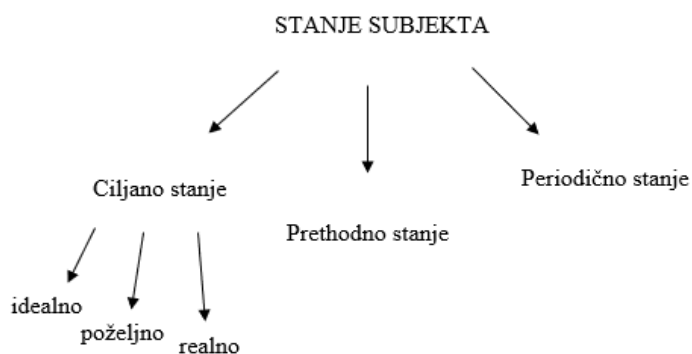 STANJE SUBJEKTA
Ciljano stanje
Prethodno stanje
Periodično stanje
idealno
poželjno
realno